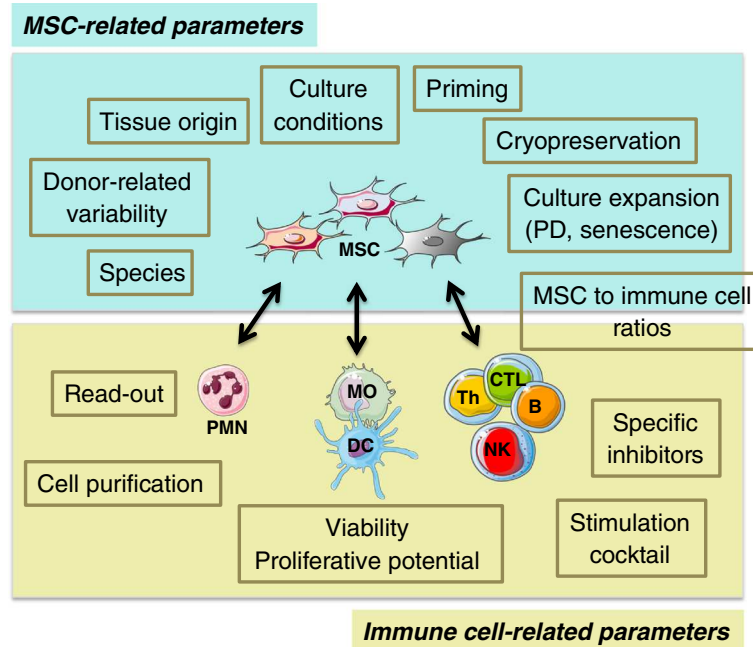 MSC-related parameters
Culture
conditions
Priming
Tissue origin
Cryopreservation
Donor-related
variability
Culture expansion
(PD, senescence)
MSC
Species
MSC to immune cell
ratios
Read-out
PMN
MO
DC
CTL
Th
B
NK
Specific
inhibitors
Cell purification
Viability
Proliferative potential
Stimulation
cocktail
Immune cell-related parameters